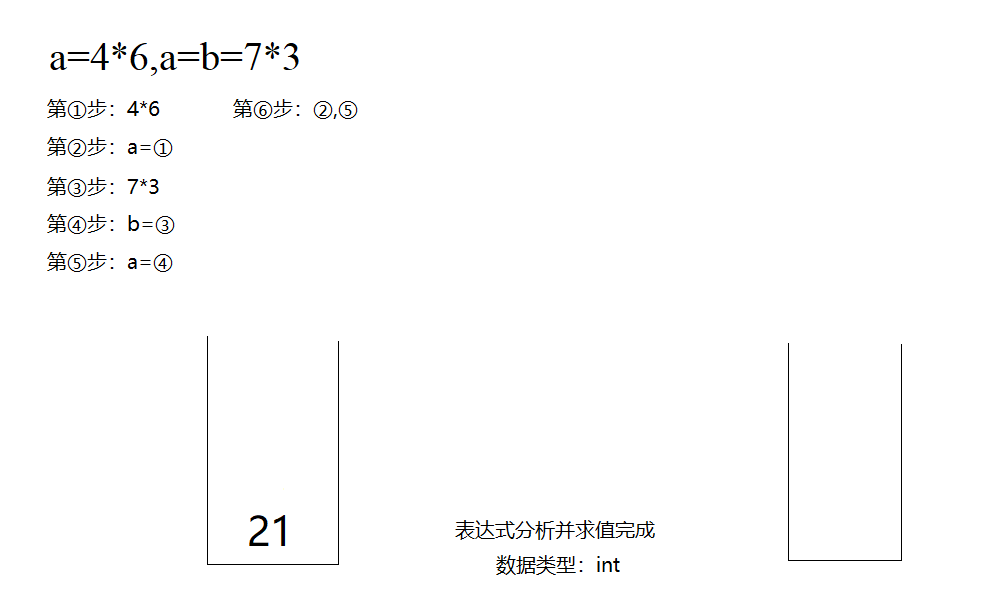 a=4*6,a=b=7*3
第①步：4*6 第⑥步：②,⑤
第②步：a=①
第③步：7*3
第④步：b=③
第⑤步：a=④
21
表达式分析并求值完成
数据类型：int